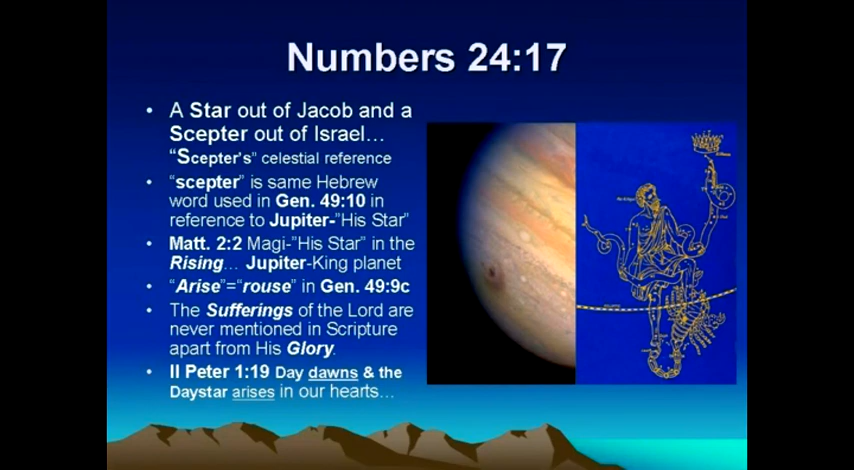 Numbers 24:17
• A Star out of Jacob and a
Scepter out of Israel…
“Scepter's” celestial reference
• “scepter” is same Hebrew
word used in Gen. 49:10 in
reference to Jupiter-"His Star”
• Matt. 2:2 Magi-”His Star” in the
Rising… Jupiter-King planet
• “Arise”=“rouse” in Gen. 49:9c
• The Sufferings of the Lord are
never mentioned in Scripture
apart from His Glory.
• II Peter 1:19 Day dawns & the
Daystar arises in our hearts…